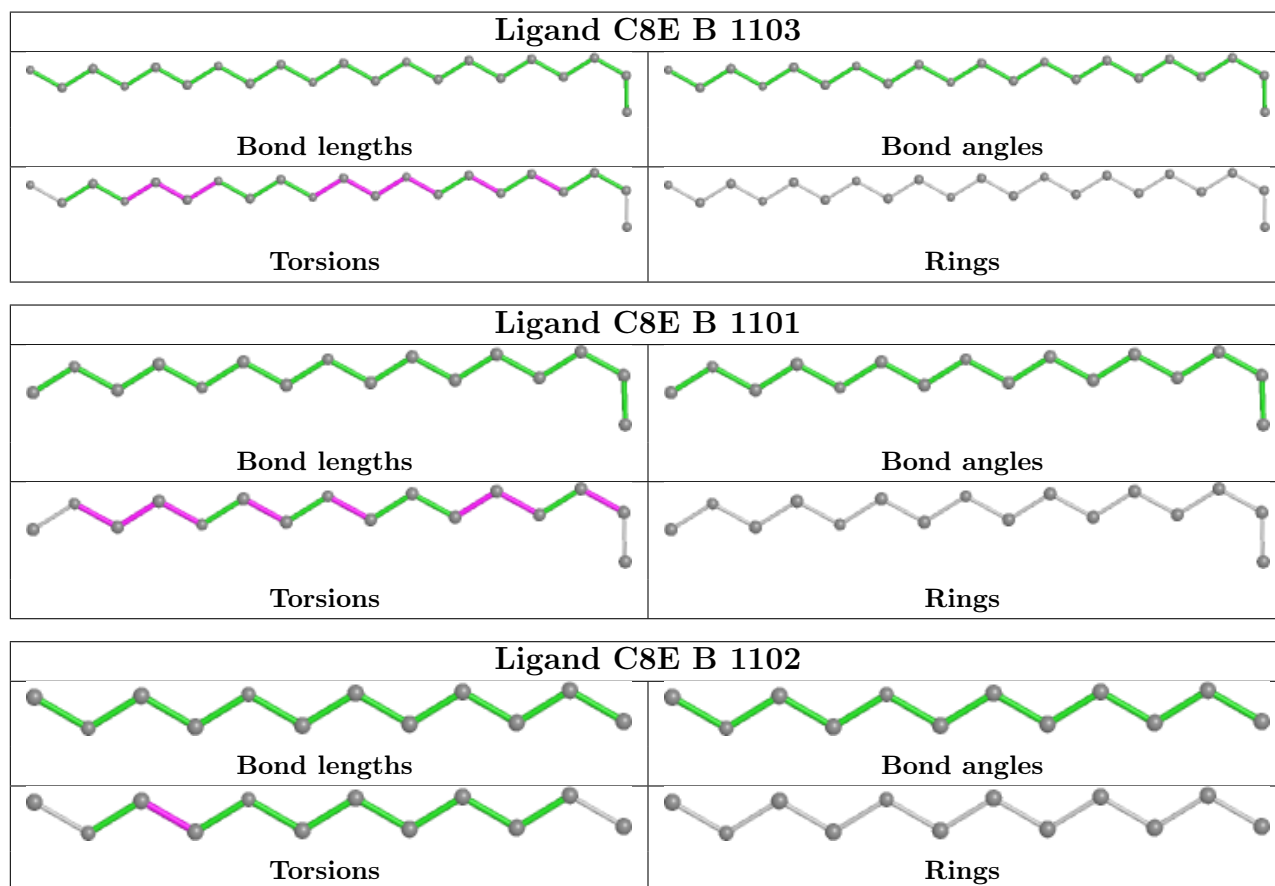 Ligand C8E B 1103
Bond lengths
Bond angles
Torsions
Rings
Ligand C8E B 1101
Bond lengths
Bond angles
Torsions
Rings
Ligand C8E B 1102
Bond lengths
Bond angles
Torsions
Rings